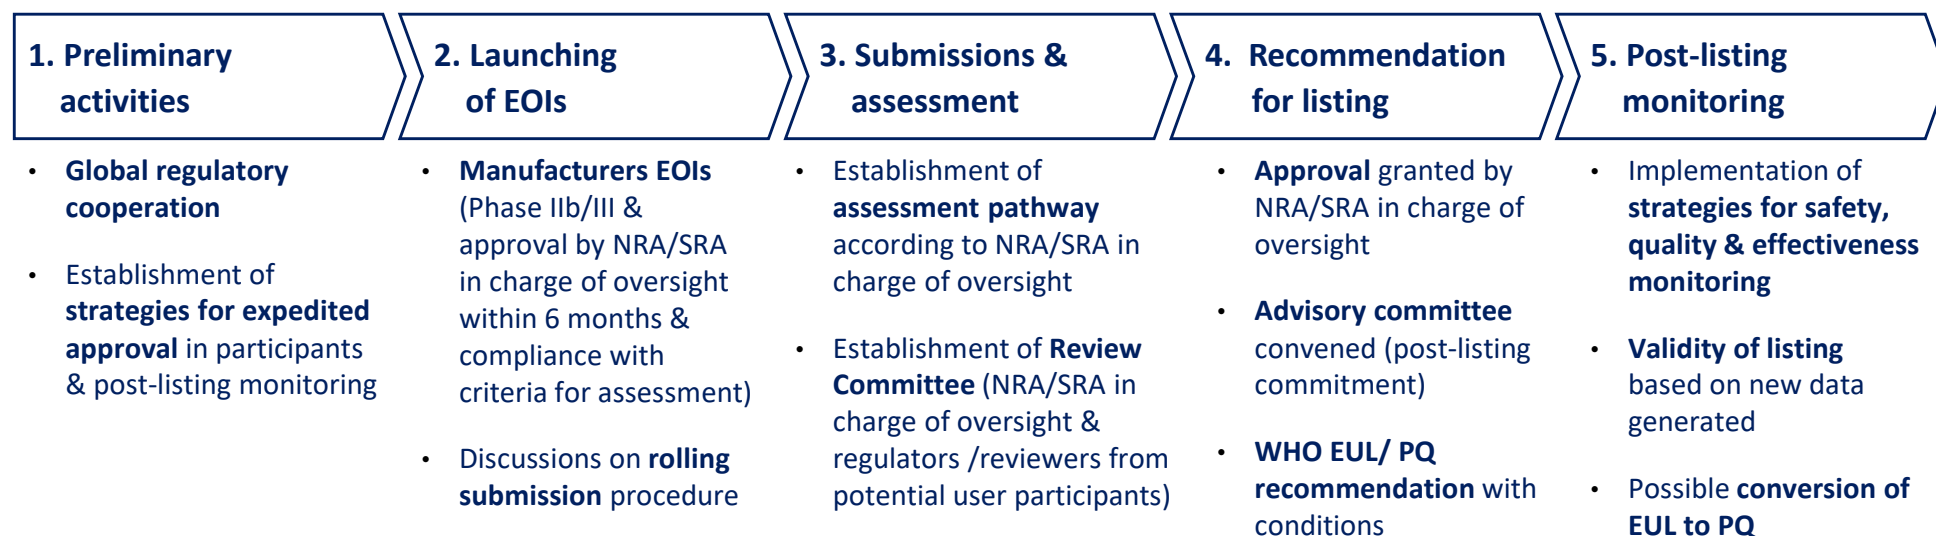 1. Preliminary
activities
2. Launching
of EOIs
3. Submissions &
assessment
4. Recommendation
for listing
5. Post-listing
monitoring
• Global regulatory
cooperation
• Establishment of
strategies for expedited
approval in participants
& post-listing monitoring
• Manufacturers EOIs
(Phase IIb/III &
approval by NRA/SRA
in charge of oversight
within 6 months &
compliance with
criteria for assessment)
• Discussions on rolling
submission procedure
• Establishment of
assessment pathway
according to NRA/SRA in
charge of oversight
• Establishment of Review
Committee (NRA/SRA in
charge of oversight &
regulators /reviewers from
potential user participants)
• Approval granted by
NRA/SRA in charge of
oversight
• Advisory committee
convened (post-listing
commitment)
• WHO EUL/ PQ
recommendation with
conditions
• Implementation of
strategies for safety,
quality & effectiveness
monitoring
• Validity of listing
based on new data
generated
• Possible conversion of
EUL to PQ